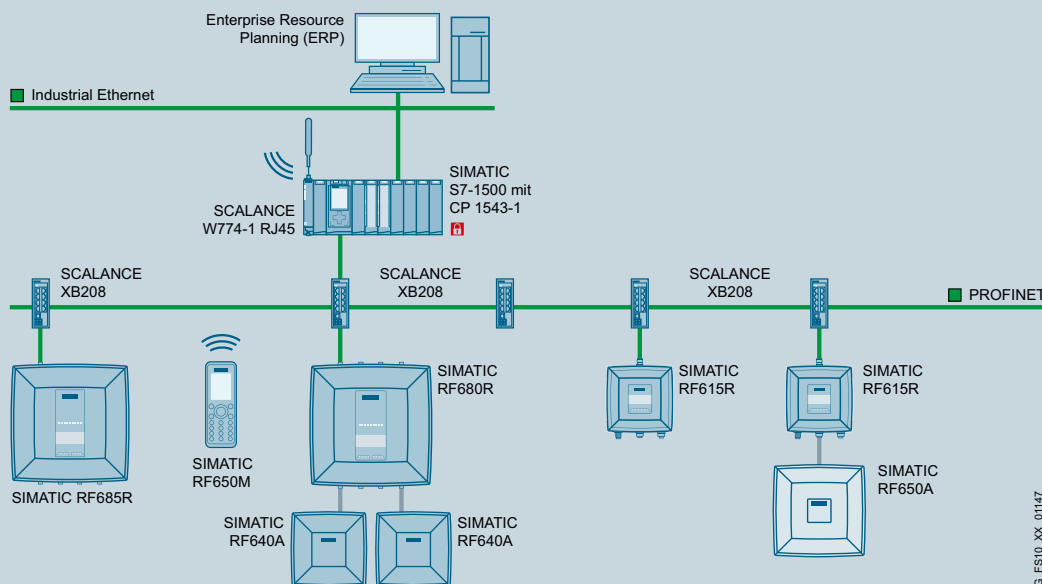 Enterprise Resource
Planning (ERP)
Industrial Ethernet
SIMATIC
S7-1500 mit
CP 1543-1
SCALANCE
W774-1 RJ45
SCALANCE
XB208
SCALANCE
XB208
SCALANCE
XB208
PROFINET
SIMATIC RF685R
SIMATIC
RF650M
SIMATIC
RF680R
SIMATIC
RF640A
SIMATIC
RF640A
SIMATIC
RF615R
SIMATIC
RF615R
SIMATIC
RF650A
G_FS10_XX_01147